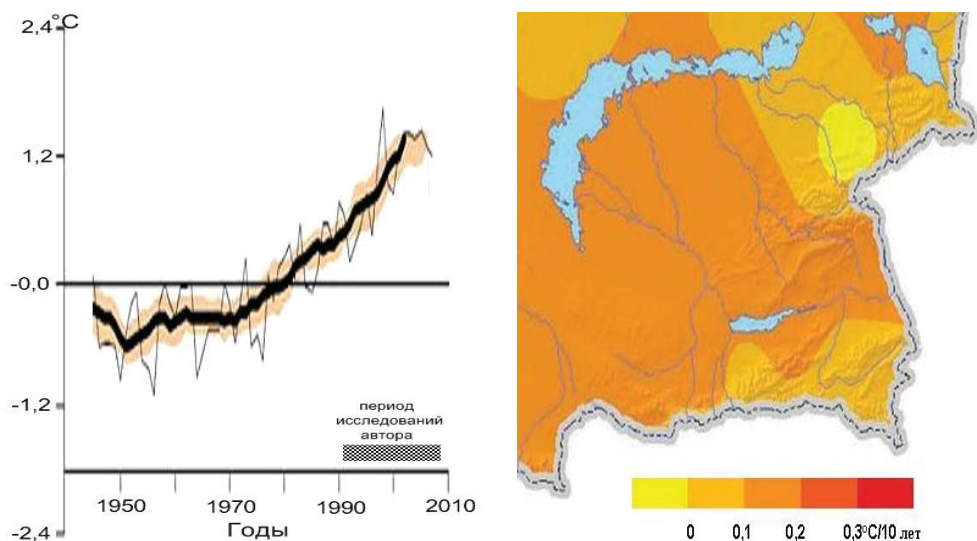 °C
2,4
1,2
-0,0
-1,2
-2,4
период
исследований
автора
1950 1970 1990 2010
Годы
0 0,1 0,2 0,3°C/10 лет